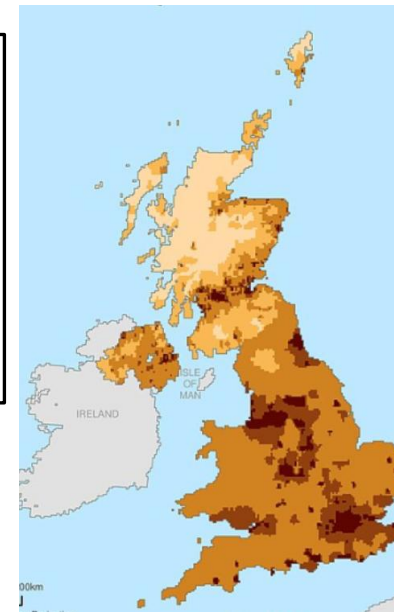 ISLE
OF
MAN
IRELAND
00km